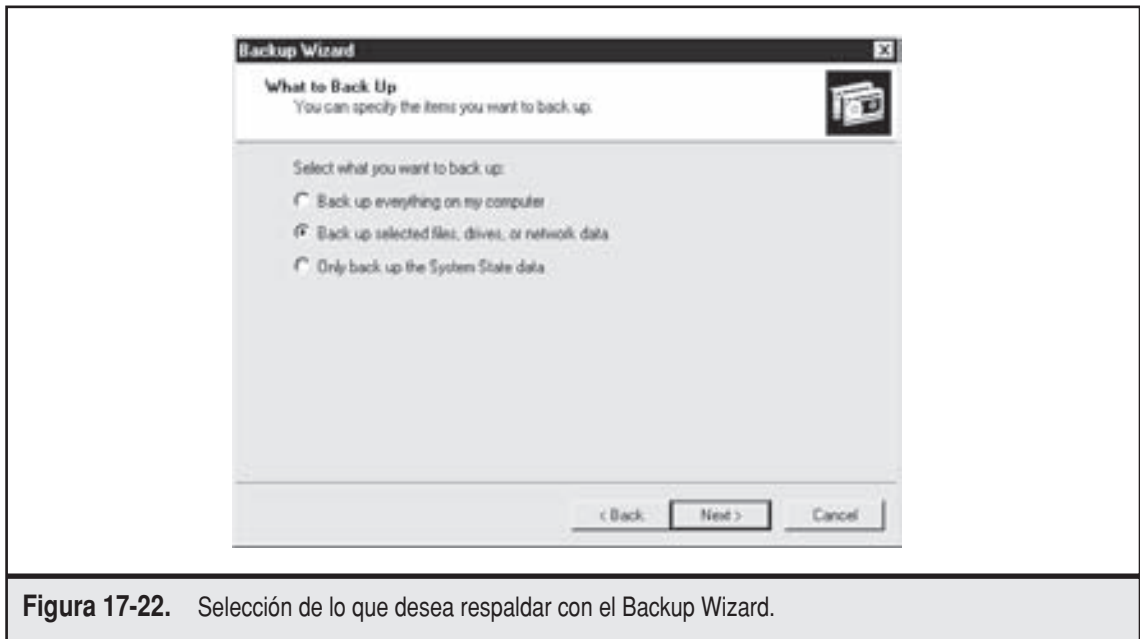 Backup Wizard
What to Back Up
You can specify the items you want to back up.
Select what you want to back up:
Back up everything on my computer
Back up selected files, drives, or network data
Only back up the System State data
< Back
Next >
Cancel
Figura 17-22. Selección de lo que desea respaldar con el Backup Wizard.